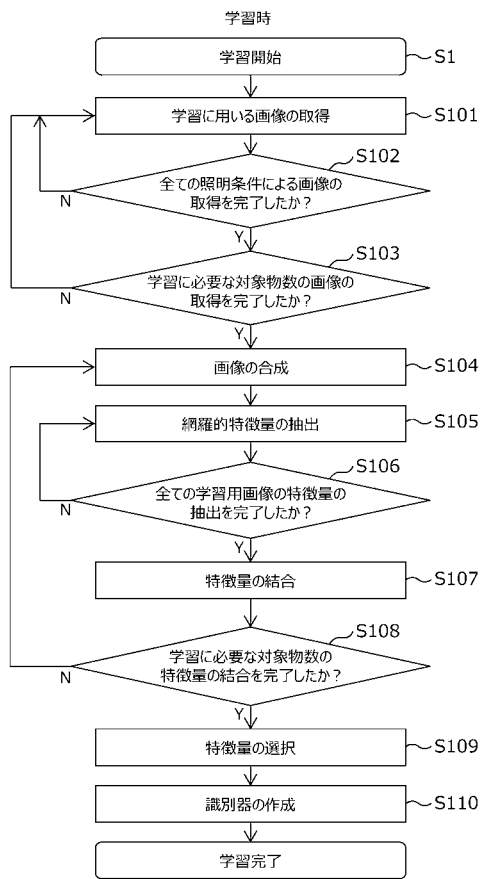 学習時
学習開始
S1
学習に用いる画像の取得
S101
S102
全ての照明条件による画像の
取得を完了したか？
N
Y
S103
学習に必要な対象物数の画像の
取得を完了したか？
N
Y
画像の合成
S104
網羅的特徴量の抽出
S105
S106
全ての学習用画像の特徴量の
抽出を完了したか？
N
Y
特徴量の結合
S107
S108
学習に必要な対象物数の
特徴量の結合を完了したか？
N
Y
特徴量の選択
S109
識別器の作成
S110
学習完了